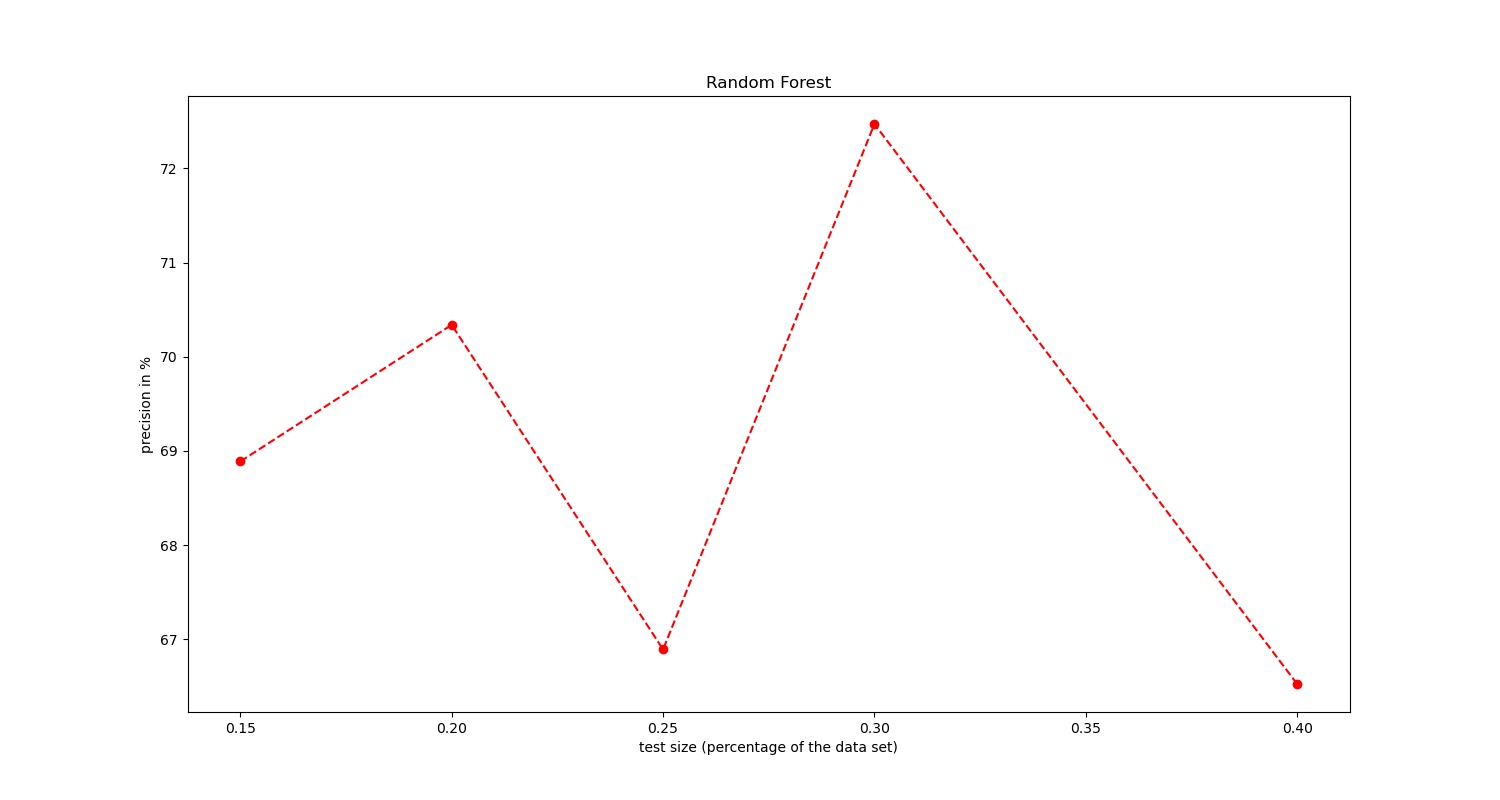 Random Forest
precision in %
72
71
70
69
68
67
0.15 0.20 0.25 0.30 0.35 0.40
test size (percentage of the data set)